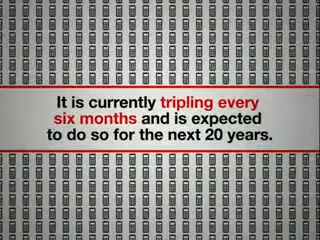 It is currently tripling every
six months and is expected
to do so for the next 20 years.